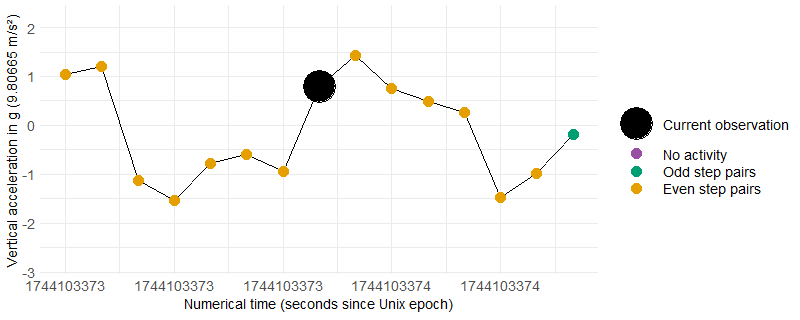 Vertical acceleration in g (9.80665 m/s²)
2
1
0
-1
-2
-3
1744103373 1744103373 1744103373 1744103374 1744103374
Numerical time (seconds since Unix epoch)
Current observation
No activity
Odd step pairs
Even step pairs